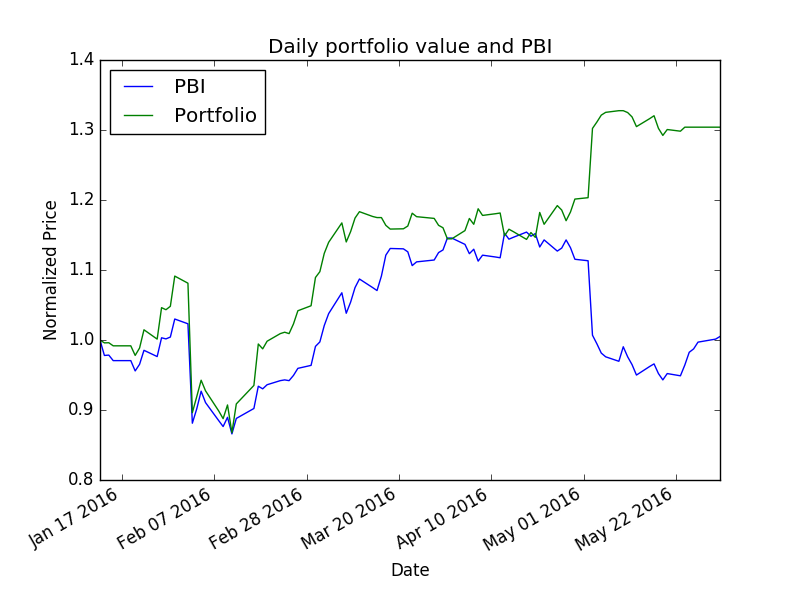 Daily portfolio value and PBI
PBI
Portfolio
1.4
1.3
1.2
1.1
1.0
0.9
0.8
Normalized Price
Jan 17 2016
Feb 07 2016
Feb 28 2016
Mar 20 2016
Apr 10 2016
May 01 2016
May 22 2016
Date